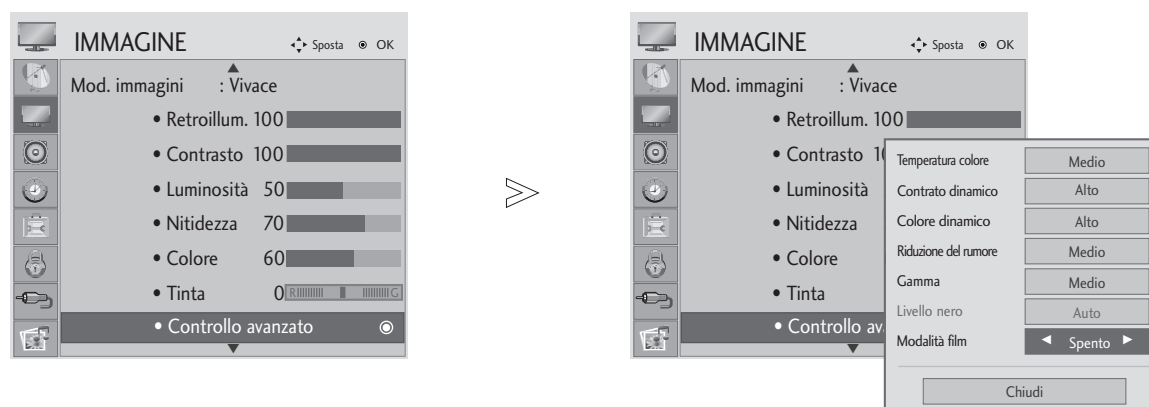 IMMAGINE Sposta OK
Mod. immagini : Vivace
• Retroillum. 100
• Contrasto 100
• Luminosità 50
• Nitidezza 70
• Colore 60
• Tinta 0 R G
• Controllo avanzato
IMMAGINE Sposta OK
Mod. immagini : Vivace
• Retroillum. 100
• Contrasto 10
• Luminosità
• Nitidezza
• Colore
• Tinta
• Controllo av
Temperatura colore Medio
Contrato dinamico Alto
Colore dinamico Alto
Riduzione del rumore Medio
Gamma Medio
Livello nero Auto
Modalità film ◄ Spento ►
Chiudi